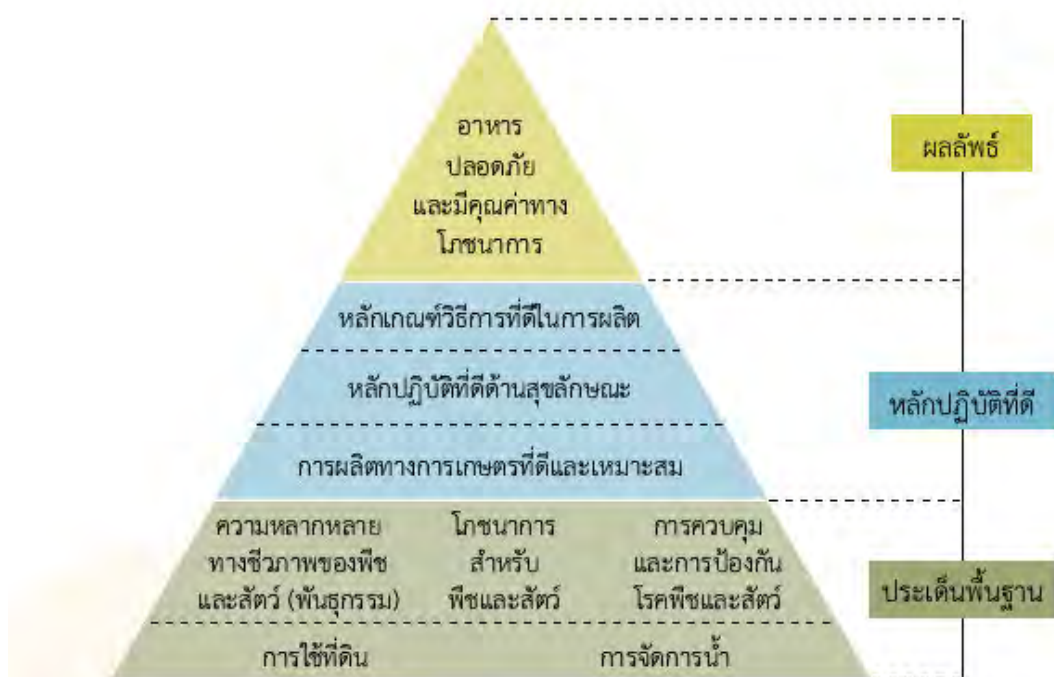 อาหาร
ปลอดภัย
และมีคุณค่าทาง
โภชนาการ
ผลลัพธ์
หลักเกณฑ์วิธีการที่ดีในการผลิต
หลักปฏิบัติที่ดีด้านสุขลักษณะ
การผลิตทางการเกษตรที่ดีและเหมาะสม
หลักปฏิบัติที่ดี
ความหลากหลาย
ทางชีวภาพของพืช
และสัตว์ (พันธุกรรม)
โภชนาการ
สำหรับ
พืชและสัตว์
การควบคุม
และการป้องกัน
โรคพืชและสัตว์
ประเด็นพื้นฐาน
การใช้ที่ดิน
การจัดการน้ำ